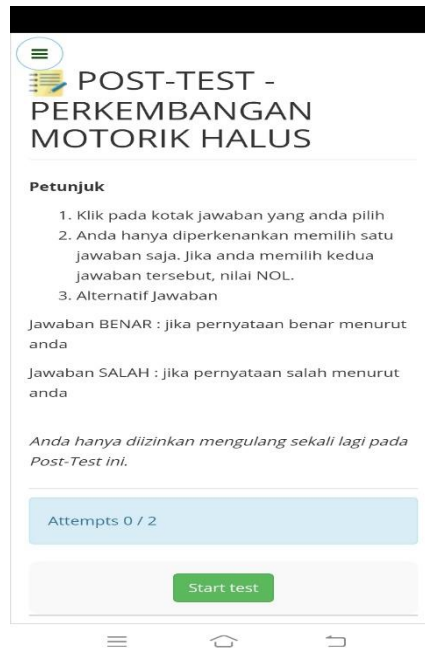 POST-TEST -
PERKEMBANGAN
MOTORIK HALUS
Petunjuk
1. Klik pada kotak jawaban yang anda pilih
2. Anda hanya diperkenankan memilih satu
jawaban saja. Jika anda memilih kedua
jawaban tersebut, nilai NOL.
3. Alternatif Jawaban
Jawaban BENAR : jika pernyataan benar menurut
anda
Jawaban SALAH : jika pernyataan salah menurut
anda
Anda hanya diizinkan mengulang sekali lagi pada
Post-Test ini.
Attempts 0 / 2
Start test